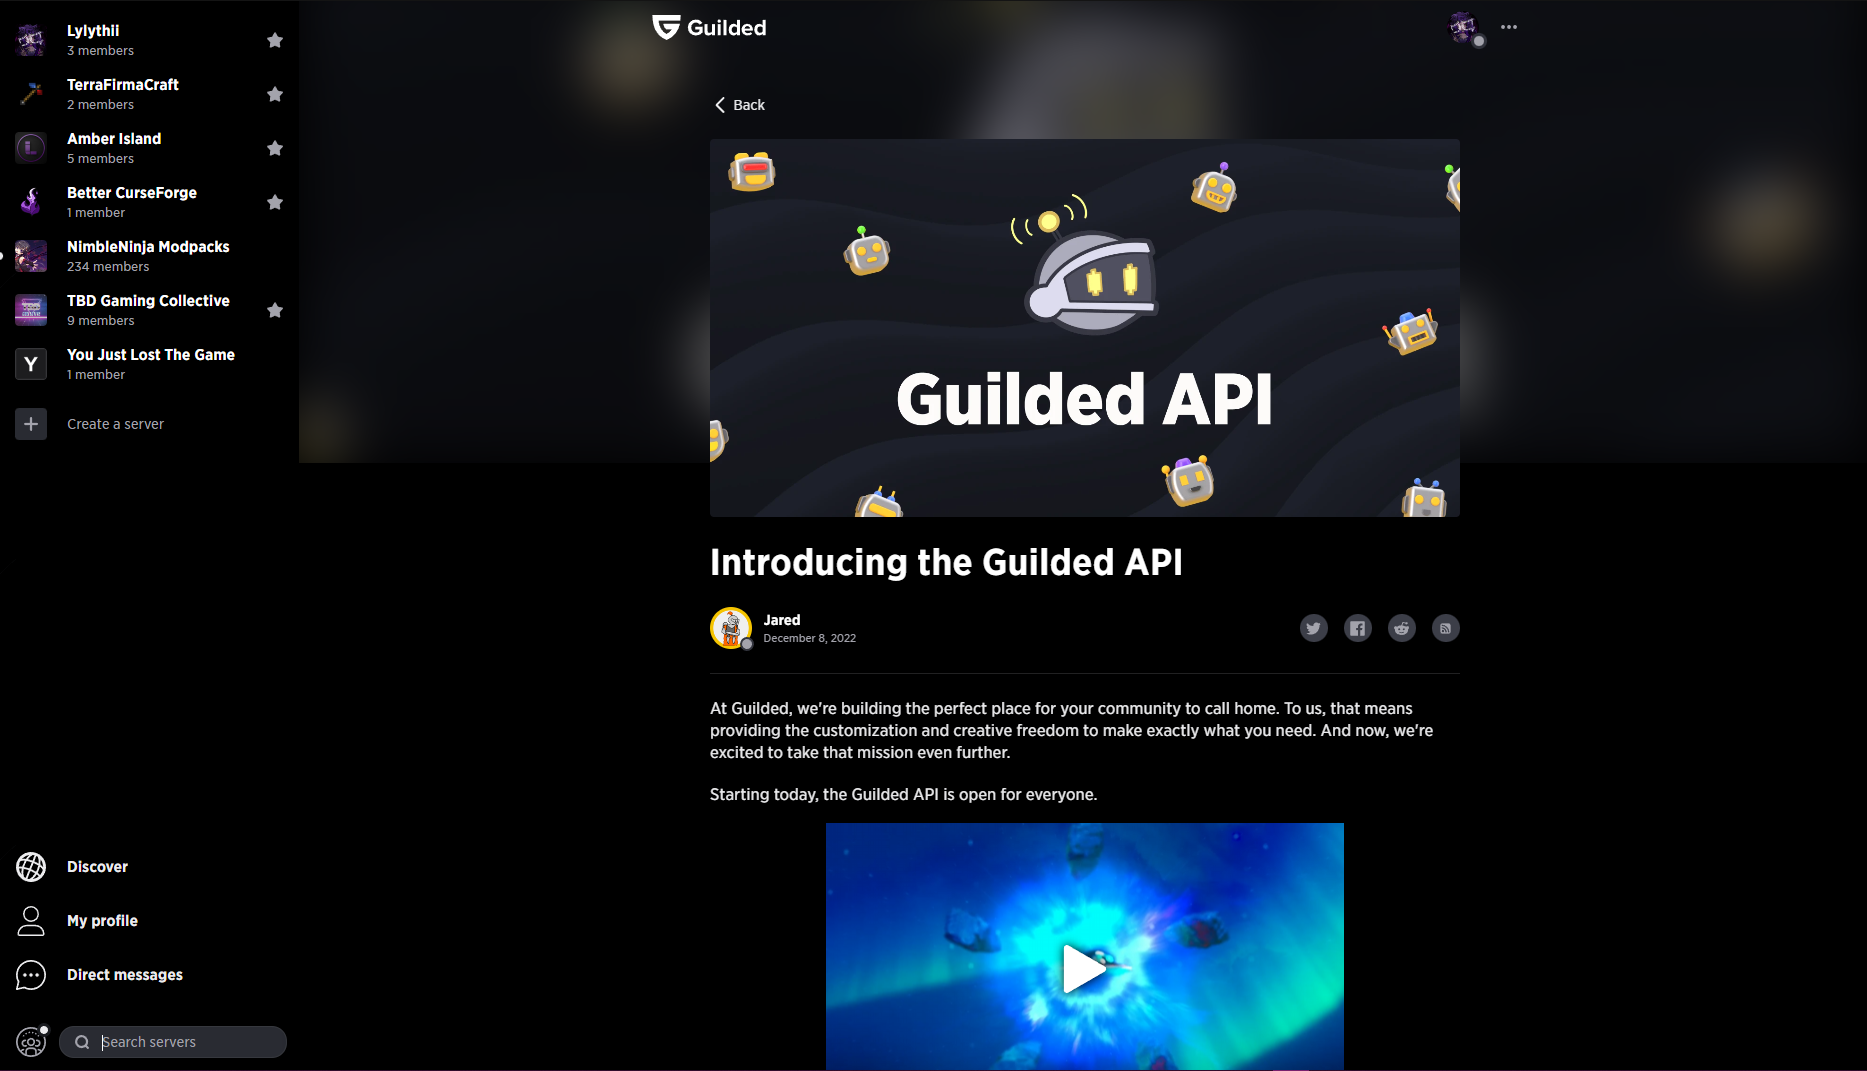 Lylythii
3 members
TerraFirmaCraft
2 members
L
Amber Island
5 members
Better CurseForge
1 member
NimbleNinja Modpacks
234 members
TBD Gaming Collective
9 members
Y
You Just Lost The Game
1 member
Create a server
Discover
My profile
Direct messages
Search servers
Guilded
Back
Guilded API
Introducing the Guilded API
Jared
December 8, 2022
At Guilded, we're building the perfect place for your community to call home. To us, that means
providing the customization and creative freedom to make exactly what you need. And now, we're
excited to take that mission even further.
Starting today, the Guilded API is open for everyone.